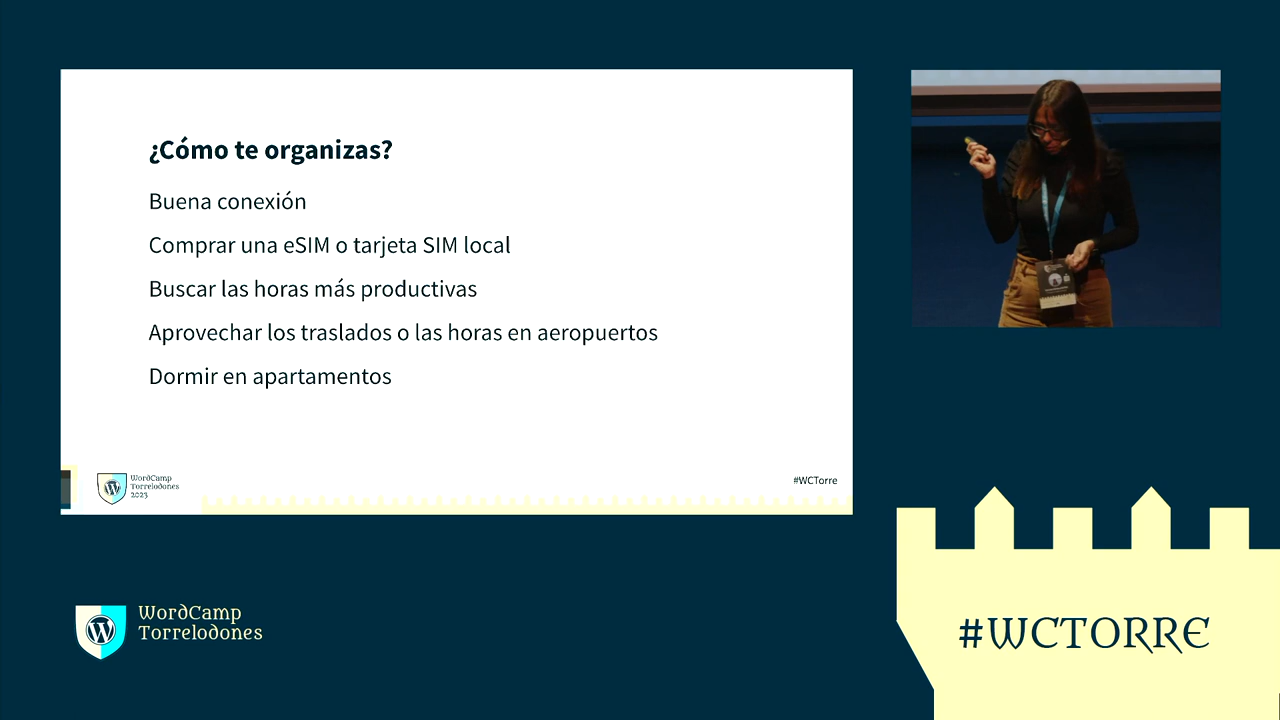 ¿Cómo te organizas?
Buena conexión
Comprar una eSIM o tarjeta SIM local
Buscar las horas más productivas
Aprovechar los traslados o las horas en aeropuertos
Dormir en apartamentos
WordCamp
Torrelodones
2023
#WCTorre
WordCamp
Torrelodones
#WCTORRE